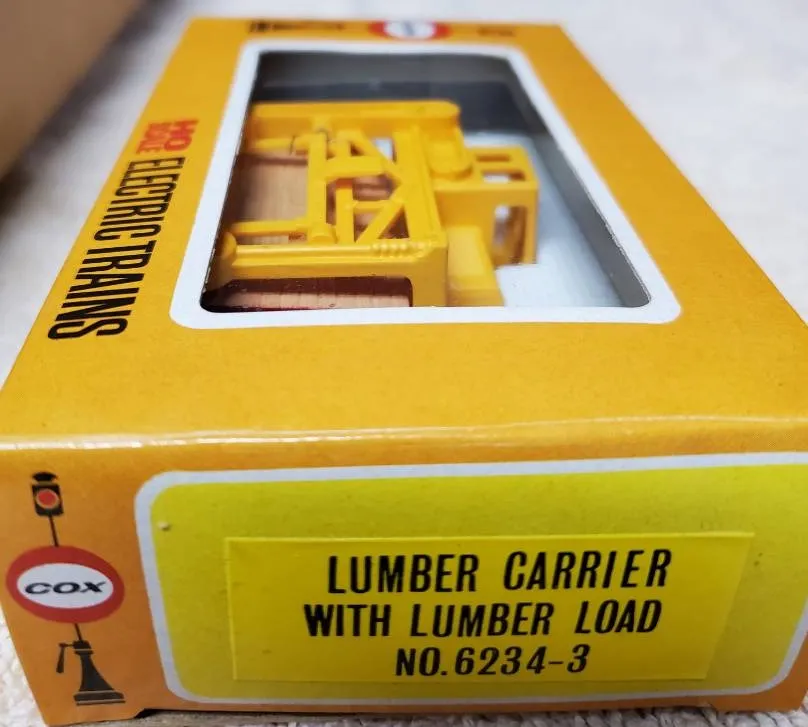 HO
SCALE
ELECTRIC TRAINS
COX
LUMBER CARRIER
WITH LUMBER LOAD
NO. 6234-3